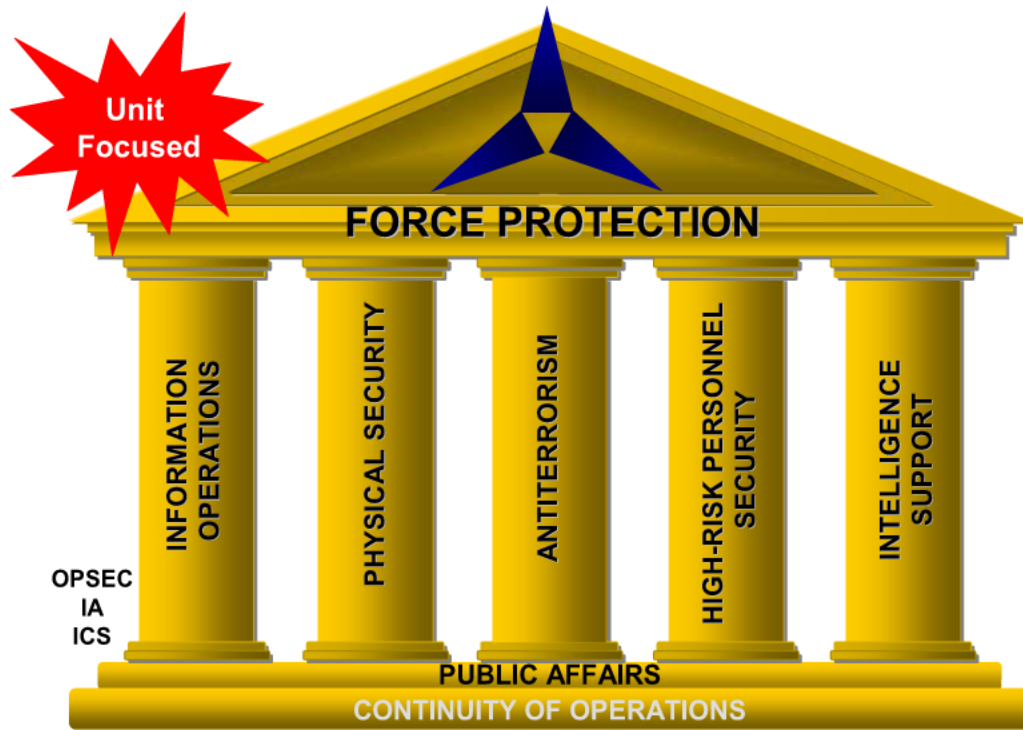 Unit
Focused
FORCE PROTECTION
INFORMATION
OPERATIONS
PHYSICAL SECURITY
ANTITERRORISM
HIGH-RISK PERSONNEL
SECURITY
INTELLIGENCE
SUPPORT
OPSEC
IA
ICS
PUBLIC AFFAIRS
CONTINUITY OF OPERATIONS